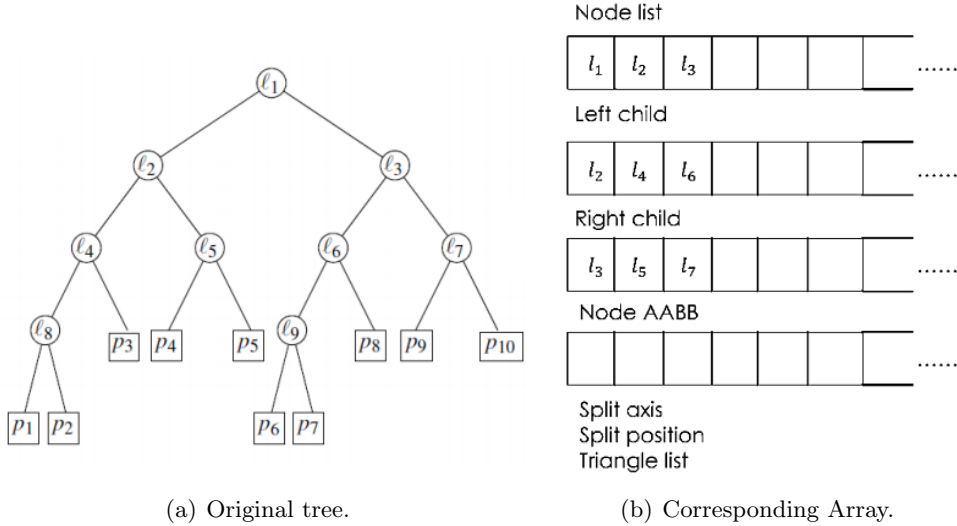 ℓ1
ℓ2 ℓ3
ℓ4 ℓ5 ℓ6 ℓ7
ℓ8 p3 p4 p5 ℓ9 p8 p9 p10
p1 p2 p6 p7
(a) Original tree.
Node list
l1 l2 l3 ......
Left child
l2 l4 l6 ......
Right child
l3 l5 l7 ......
Node AABB
......
Split axis
Split position
Triangle list
(b) Corresponding Array.